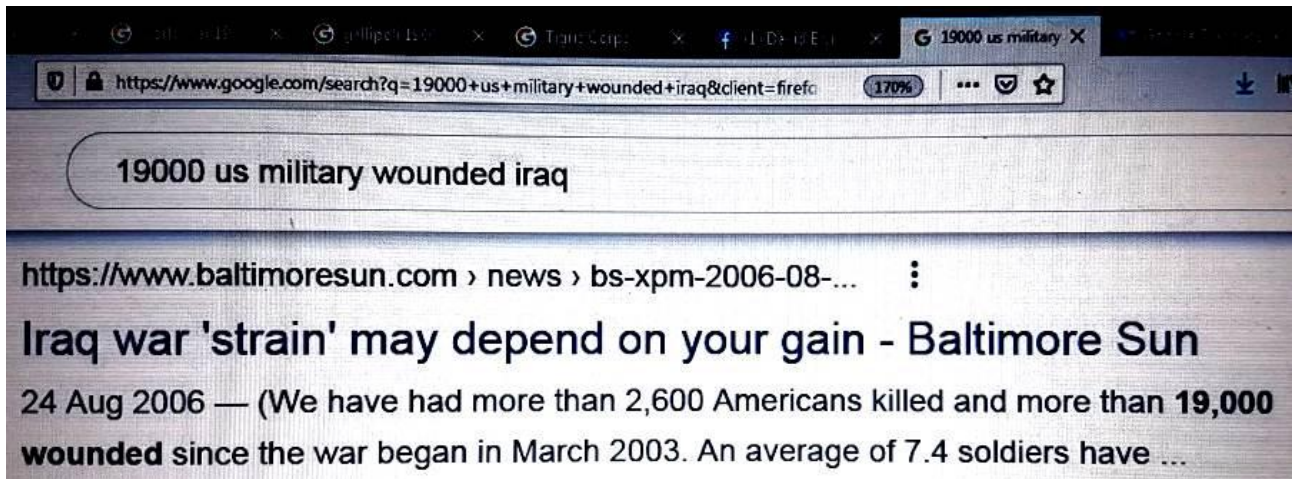 19000 us military
https://www.google.com/search?q=19000+us+military+wounded+iraq&client=firefo 170%
19000 us military wounded iraq
https://www.baltimoresun.com › news › bs-xpm-2006-08-...
Iraq war 'strain' may depend on your gain - Baltimore Sun
24 Aug 2006 — (We have had more than 2,600 Americans killed and more than 19,000
wounded since the war began in March 2003. An average of 7.4 soldiers have ...